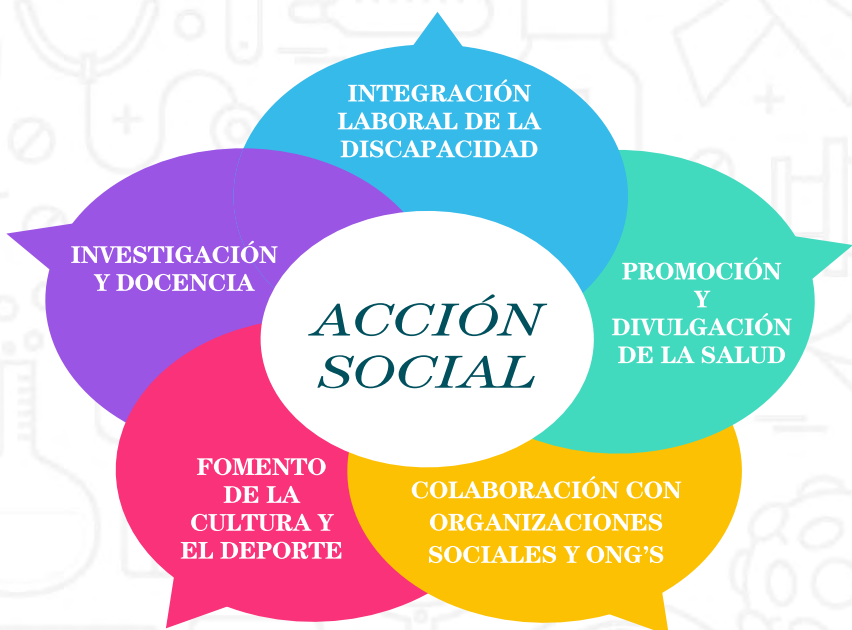 INTEGRACIÓN
LABORAL DE LA
DISCAPACIDAD
INVESTIGACIÓN
Y DOCENCIA
PROMOCIÓN
Y
DIVULGACIÓN
DE LA SALUD
ACCIÓN
SOCIAL
FOMENTO
DE LA
CULTURA Y
EL DEPORTE
COLABORACIÓN CON
ORGANIZACIONES
SOCIALES Y ONG'S